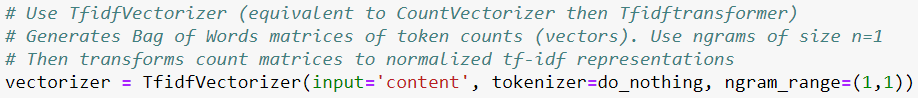 # Use TfidfVectorizer (equivalent to CountVectorizer then Tfidftransformer)
# Generates Bag of Words matrices of token counts (vectors). Use ngrams of size n=1
# Then transforms count matrices to normalized tf-idf representations
vectorizer = TfidfVectorizer(input='content', tokenizer=do_nothing, ngram_range=(1,1))